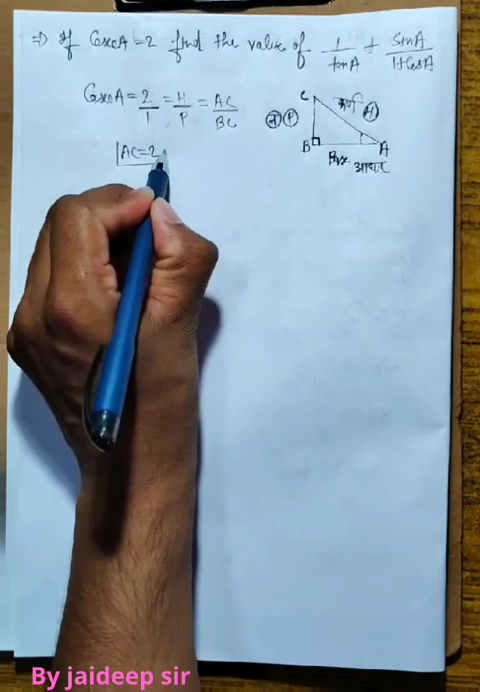 ⇒ If CosecA=2 find the value of 1/tanA + SinA/1+CosA
CosecA = 2/1 = H/P = AC/BC
AC=2
C
कर्ण H
P
B A
Base आधार
By jaideep sir